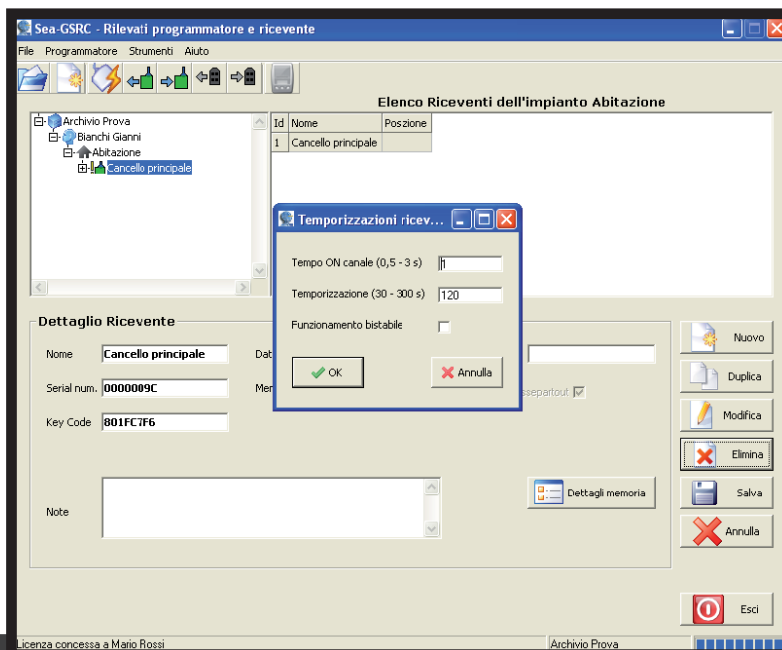 Sea-GSRC - Rilevati programmatore e ricevente
File Programmatore Strumenti Aiuto
Elenco Riceventi dell'impianto Abitazione
Archivio Prova
Bianchi Gianni
Abitazione
Cancello principale
Id Nome Poszione
1 Cancello principale
Temporizzazioni ricev...
Tempo ON canale (0,5 - 3 s) 1
Temporizzazione (30 - 300 s) 120
Funzionamento bistabile
OK Annulla
Dettaglio Ricevente
Nome Cancello principale
Serial num. 0000009C
Key Code 801FC7F6
Note
Dettagli memoria
Nuovo
Duplica
Modifica
Elimina
Salva
Annulla
Esci
Licenza concessa a Mario Rossi Archivio Prova